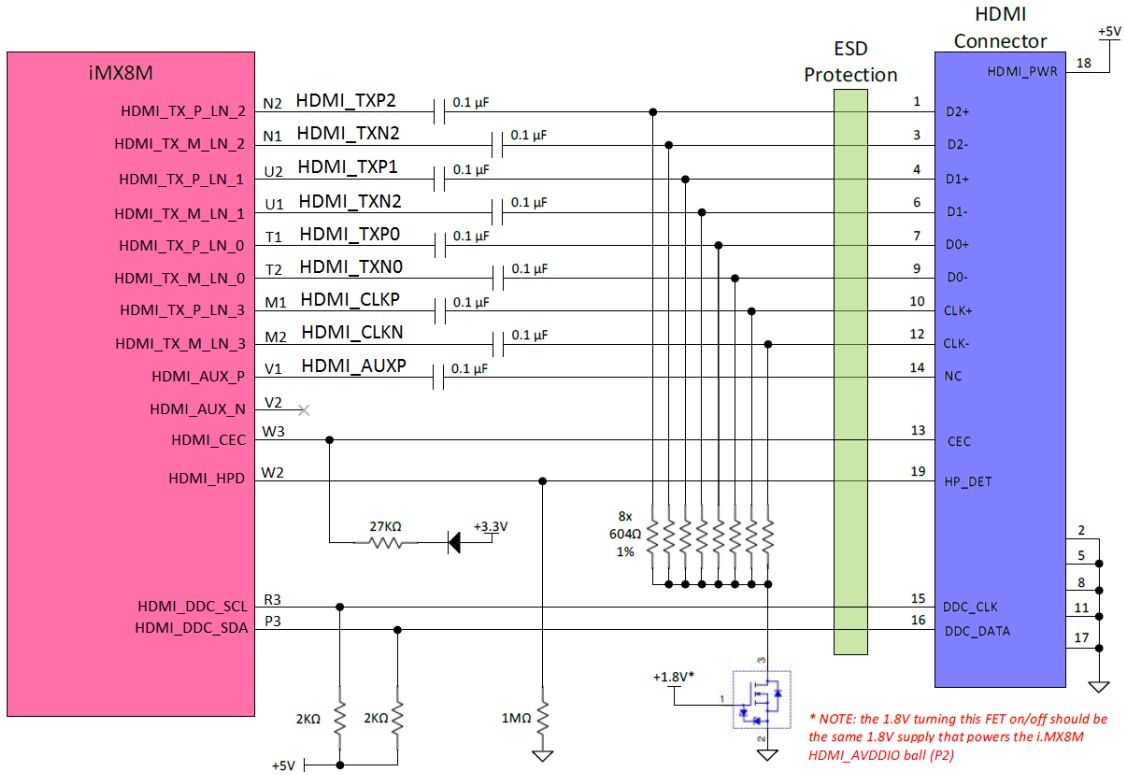 HDMI
Connector
+5V
ESD
Protection
iMX8M
HDMI_PWR
18
HDMI_TX_P_LN_2 N2 HDMI_TXP2 0.1 µF 1 D2+
HDMI_TX_M_LN_2 N1 HDMI_TXN2 0.1 µF 3 D2-
HDMI_TX_P_LN_1 U2 HDMI_TXP1 0.1 µF 4 D1+
HDMI_TX_M_LN_1 U1 HDMI_TXN2 0.1 µF 6 D1-
HDMI_TX_P_LN_0 T1 HDMI_TXP0 0.1 µF 7 D0+
HDMI_TX_M_LN_0 T2 HDMI_TXN0 0.1 µF 9 D0-
HDMI_TX_P_LN_3 M1 HDMI_CLKP 0.1 µF 10 CLK+
HDMI_TX_M_LN_3 M2 HDMI_CLKN 0.1 µF 12 CLK-
HDMI_AUX_P V1 HDMI_AUXP 0.1 µF 14 NC
HDMI_AUX_N V2
HDMI_CEC W3 13 CEC
HDMI_HPD W2 19 HP_DET
8x
604Ω
1%
27KΩ +3.3V
2
5
8
11
17
HDMI_DDC_SCL R3 15 DDC_CLK
HDMI_DDC_SDA P3 16 DDC_DATA
3
+1.8V*
1
2
2KΩ 2KΩ 1MΩ
+5V
* NOTE: the 1.8V turning this FET on/off should be
the same 1.8V supply that powers the i.MX8M
HDMI_AVDDIO ball (P2)